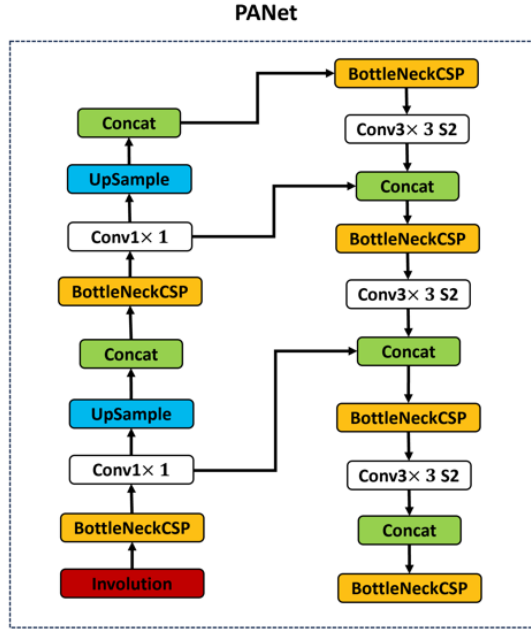 PANet
Concat
UpSample
Conv1× 1
BottleNeckCSP
Concat
UpSample
Conv1× 1
BottleNeckCSP
Involution
BottleNeckCSP
Conv3× 3 S2
Concat
BottleNeckCSP
Conv3× 3 S2
Concat
BottleNeckCSP
Conv3× 3 S2
Concat
BottleNeckCSP